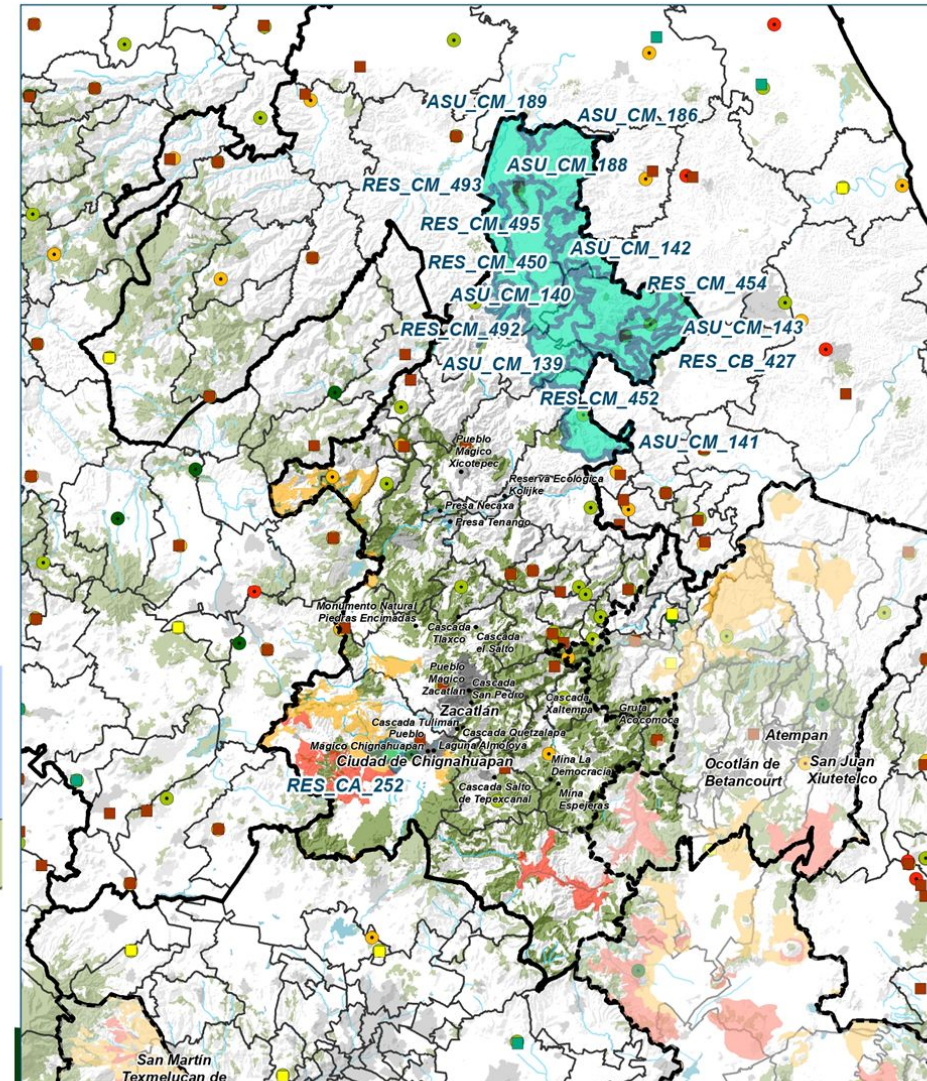 ASU_CM_189
ASU_CM_186
ASU_CM_188
RES_CM_493
RES_CM_495
ASU_CM_142
RES_CM_450
RES_CM_454
ASU_CM_140
RES_CM_492
ASU_CM_143
ASU_CM_139
RES_CB_427
RES_CM_452
ASU_CM_141
Pueblo
Mágico
Xicotepec
Reserva Ecológica
Kolijke
Presa Necaxa
Presa Tenango
Monumento Natural
Piedras Encimadas
Cascada
Tlaxco
Cascada
el Salto
Pueblo
Mágico
Zacatlán
Cascada
San Pedro
Zacatlán
Cascada
Xaltempa
Gruta
Acocomoca
Cascada Tulimán
Cascada Quetzalapa
Pueblo
Mágico Chignahuapan
Laguna Almoloya
Ciudad de Chignahuapan
Mina La
Democracia
Mina
Espejeras
Cascada Salto
de Tepexcanal
RES_CA_252
Atempan
Ocotlán de
Betancourt
San Juan
Xiutetelco
San Martín
Texmelucan de